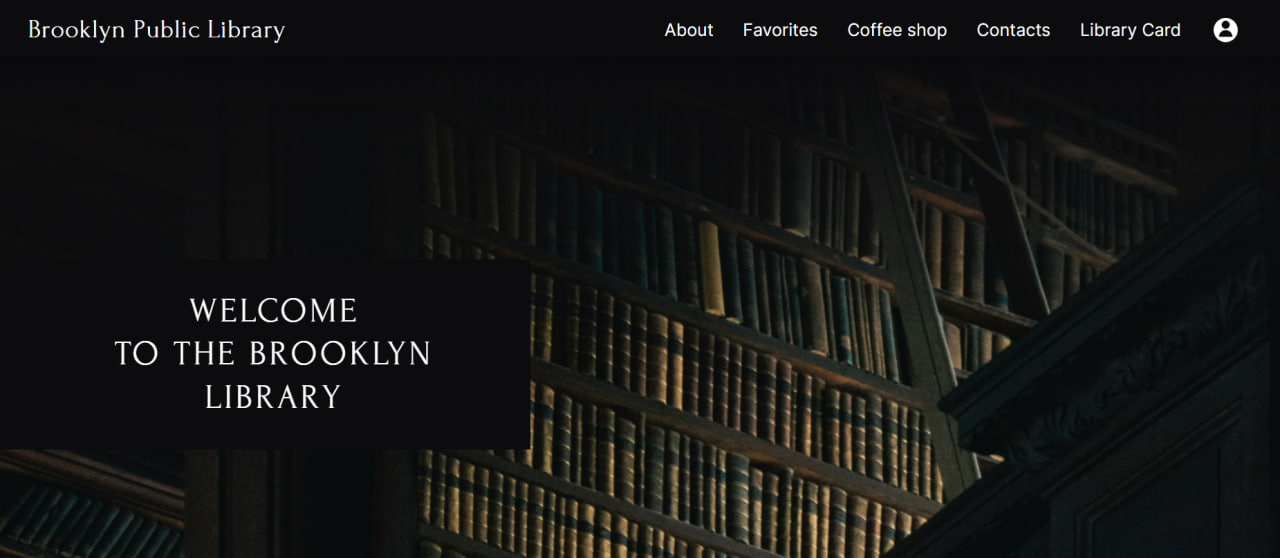 Brooklyn Public Library
About Favorites Coffee shop Contacts Library Card
WELCOME
TO THE BROOKLYN
LIBRARY